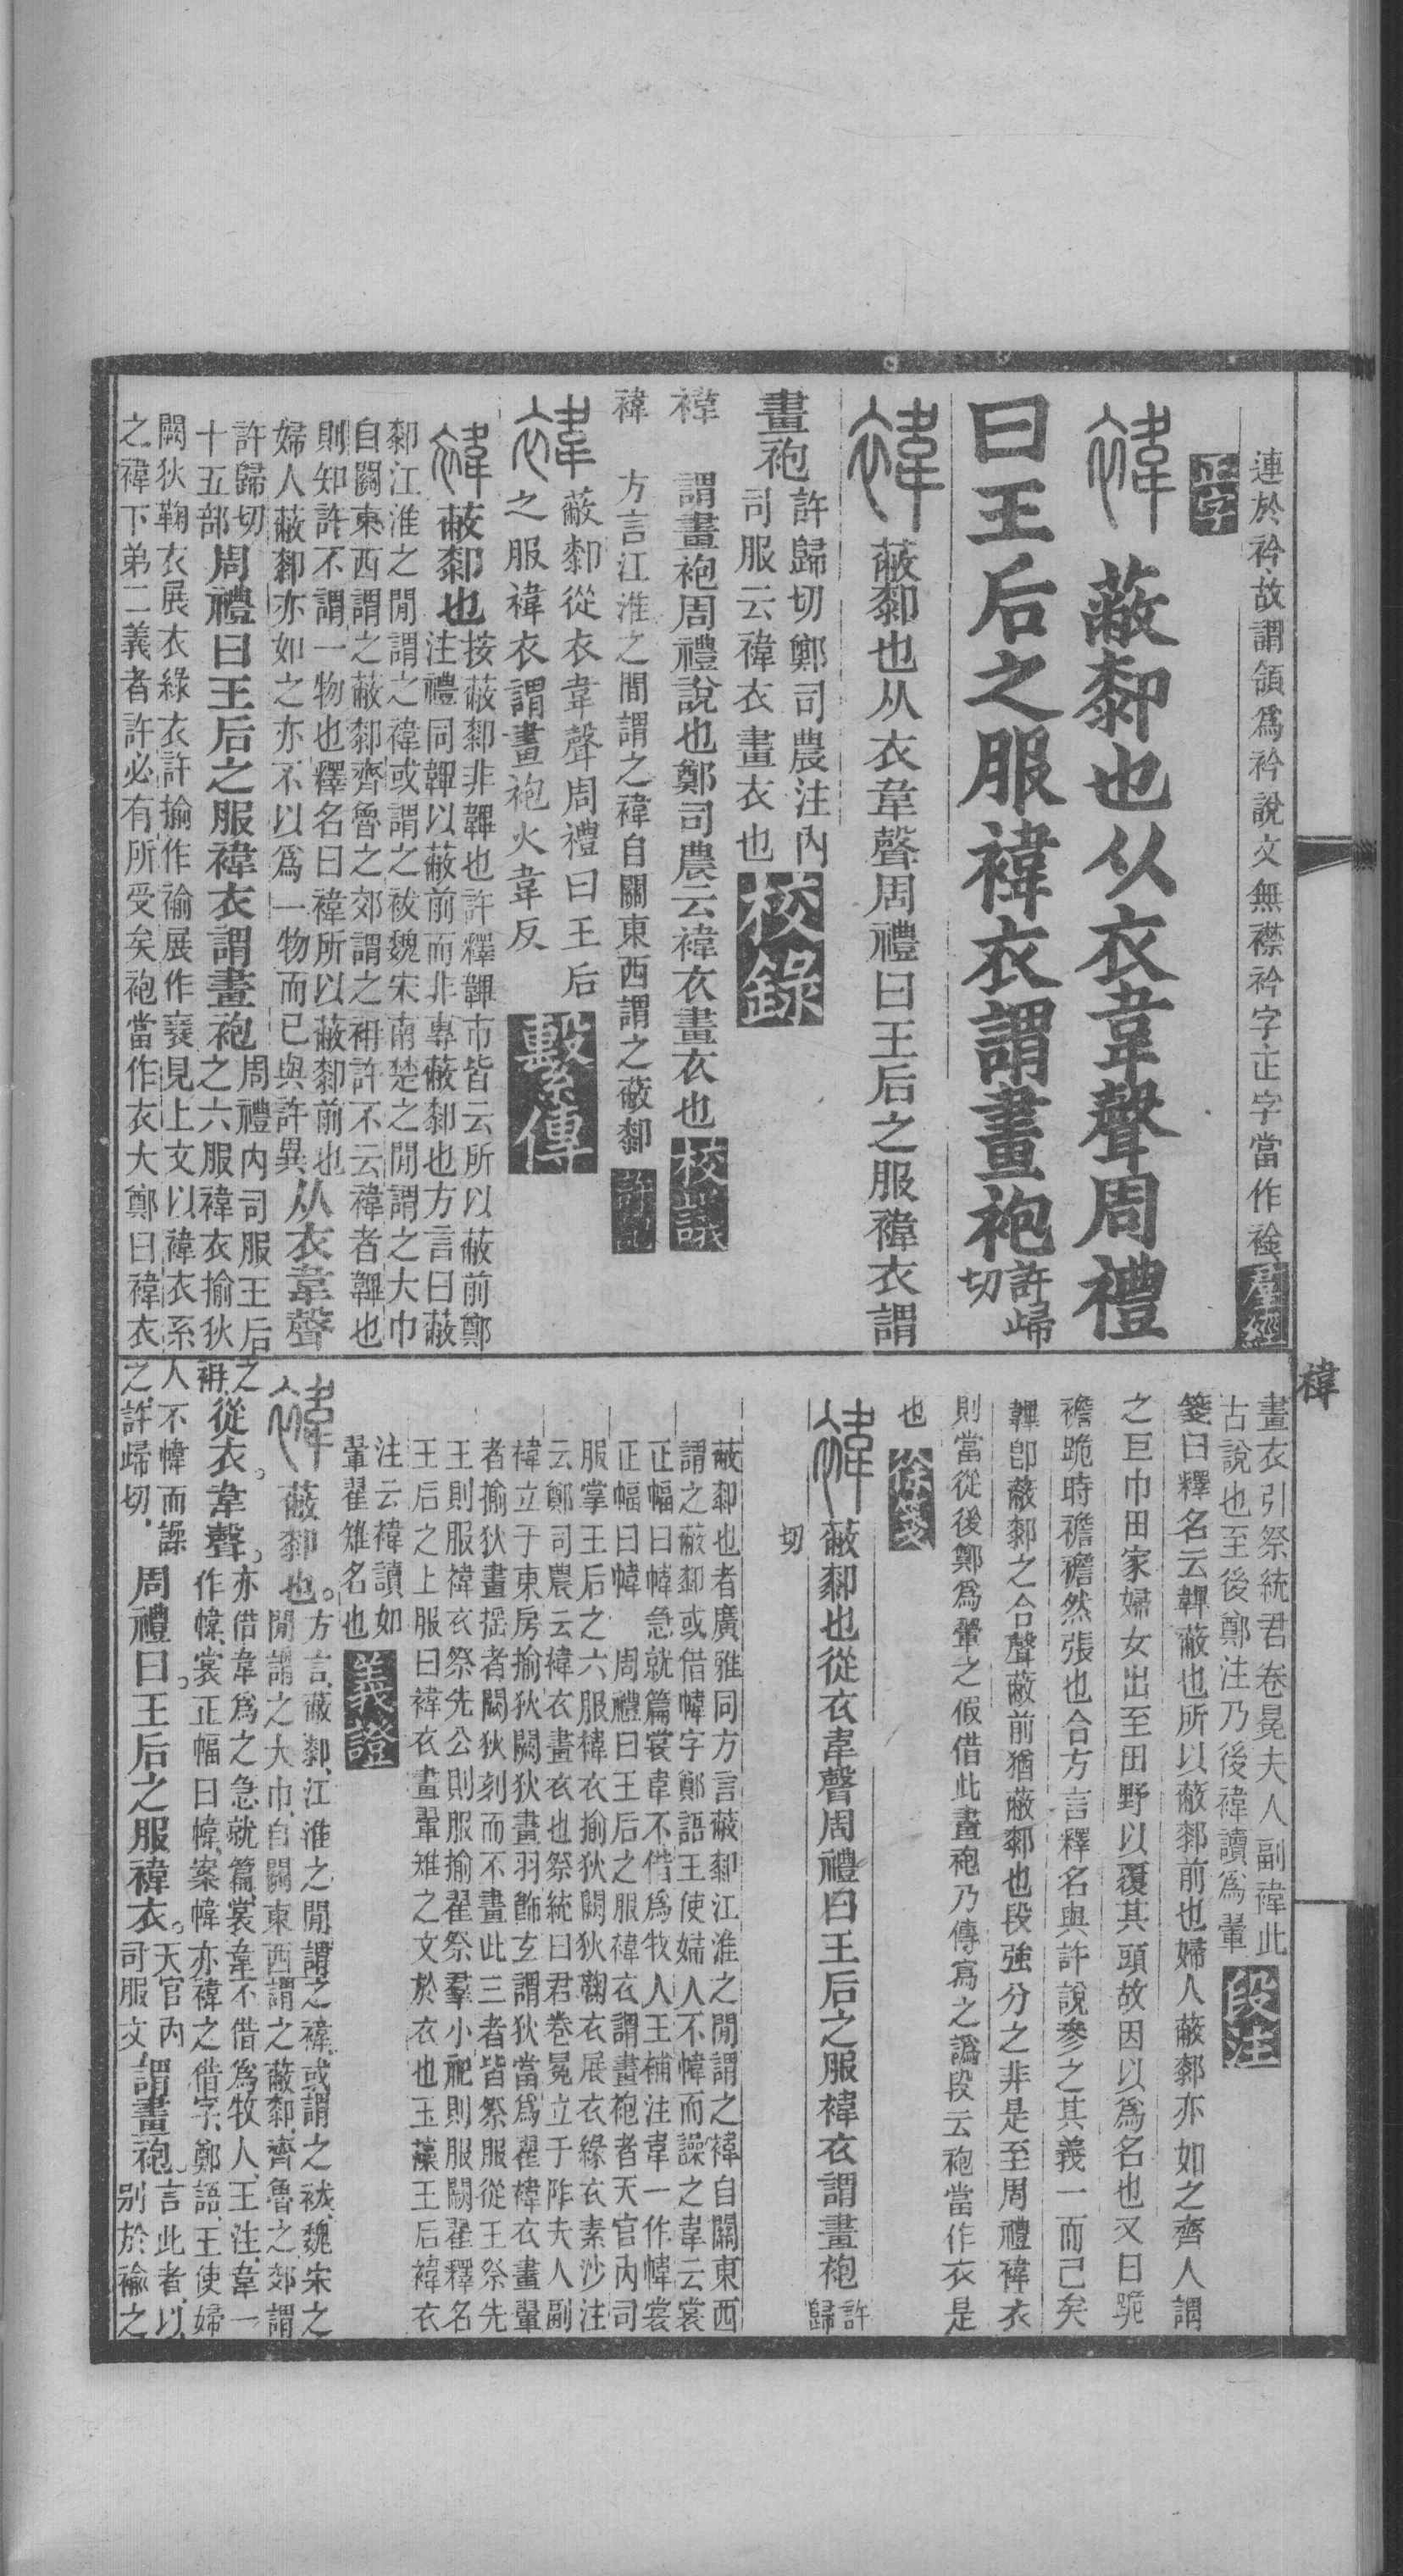 連於衿故謂領爲衿說文無襟衿字正字當作䘳羣經
正字
褘蔽䣛也从衣韋聲周禮
曰王后之服褘衣謂畫袍許歸切
褘蔽䣛也从衣韋聲周禮曰王后之服褘衣謂
畫袍許歸切鄭司農注內
司服云褘衣畫衣也校錄
褘 謂畫袍周禮說也鄭司農云褘衣畫衣也校議
褘 方言江淮之間謂之褘自關東西謂之蔽䣛許記
褘蔽䣛從衣韋聲周禮曰王后
之服褘衣謂畫袍火韋反繫傳
褘蔽䣛也按蔽䣛非韠也許釋韠巿皆云所以蔽前鄭
注禮同韠以蔽前而非專蔽䣛也方言曰蔽
䣛江淮之閒謂之褘或謂之袚魏宋南楚之閒謂之大巾
自關東西謂之蔽䣛齊魯之郊謂之袡許不云褘者韠也
則知許不謂一物也釋名曰褘所以蔽䣛前也
婦人蔽䣛亦如之亦不以爲一物而已與許異从衣韋聲
許歸切
十五部周禮曰王后之服褘衣謂畫袍周禮内司服王后
之六服褘衣揄狄
闕狄鞠衣展衣緣衣許揄作褕展作襄見上文以褘衣系
之褘下弟二義者許必有所受矣袍當作衣大鄭曰褘衣
褘
畫衣引祭統君卷冕夫人副褘此
古說也至後鄭注乃後褘讀爲翬段注
箋曰釋名云韠蔽也所以蔽䣛前也婦人蔽䣛亦如之齊人謂
之巨巾田家婦女出至田野以覆其頭故因以爲名也又曰跪
襜跪時襜襜然張也合方言釋名與許說參之其義一而已矣
韠卽蔽䣛之合聲蔽前猶蔽䣛也段強分之非是至周禮褘衣
則當從後鄭爲翬之假借此畫袍乃傳寫之譌段云袍當作衣是
也徐箋
褘蔽䣛也從衣韋聲周禮曰王后之服褘衣謂畫袍許歸
切
蔽䣛也者廣雅同方言蔽䣛江淮之閒謂之褘自關東西
謂之蔽䣛或借幃字鄭語王使婦人不幃而譟之韋云裳
正幅曰幃急就篇裳韋不借爲牧人王補注韋一作幃裳
正幅曰幃 周禮曰王后之服褘衣謂畫袍者天官內司
服掌王后之六服褘衣揄狄闕狄鞠衣展衣緣衣素沙注
云鄭司農云褘衣畫衣也祭統曰君卷冕立于阼夫人副
褘立于東房揄狄闕狄畫羽飾玄謂狄當爲翟褘衣畫翬
者揄狄畫揺者闕狄刻而不畫此三者皆祭服從王祭先
王則服褘衣祭先公則服揄翟祭羣小祀則服闕翟釋名
王后之上服曰褘衣畫翬雉之文於衣也玉藻王后褘衣
注云褘讀如
翬翟雉名也義證
褘蔽䣛也方言蔽䣛江淮之閒謂之褘或謂之袚魏宋之
閒謂之大巾自關東西謂之蔽䣛齊魯之郊謂
之
袡從衣韋聲亦借韋爲之急就篇裳韋不借爲牧人王注韋一
作幃裳正幅曰幃案幃亦褘之借字鄭語王使婦
人不幃而譟
之許歸切周禮曰王后之服褘衣天官内
司服文謂畫袍言此者以
别於褕之